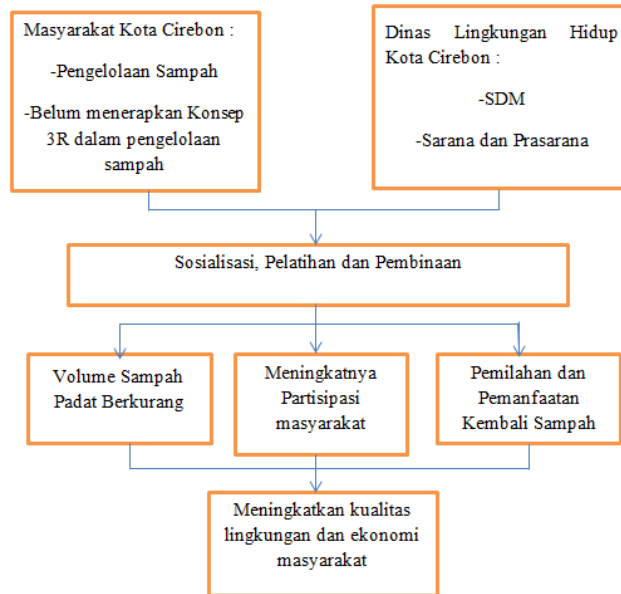 Masyarakat Kota Cirebon :
-Pengelolaan Sampah
-Belum menerapkan Konsep
3R dalam pengelolaan
sampah
Dinas Lingkungan Hidup
Kota Cirebon :
-SDM
-Sarana dan Prasarana
Sosialisasi, Pelatihan dan Pembinaan
Volume Sampah
Padat Berkurang
Meningkatnya
Partisipasi
masyarakat
Pemilahan dan
Pemanfaatan
Kembali Sampah
Meningkatkan kualitas
lingkungan dan ekonomi
masyarakat